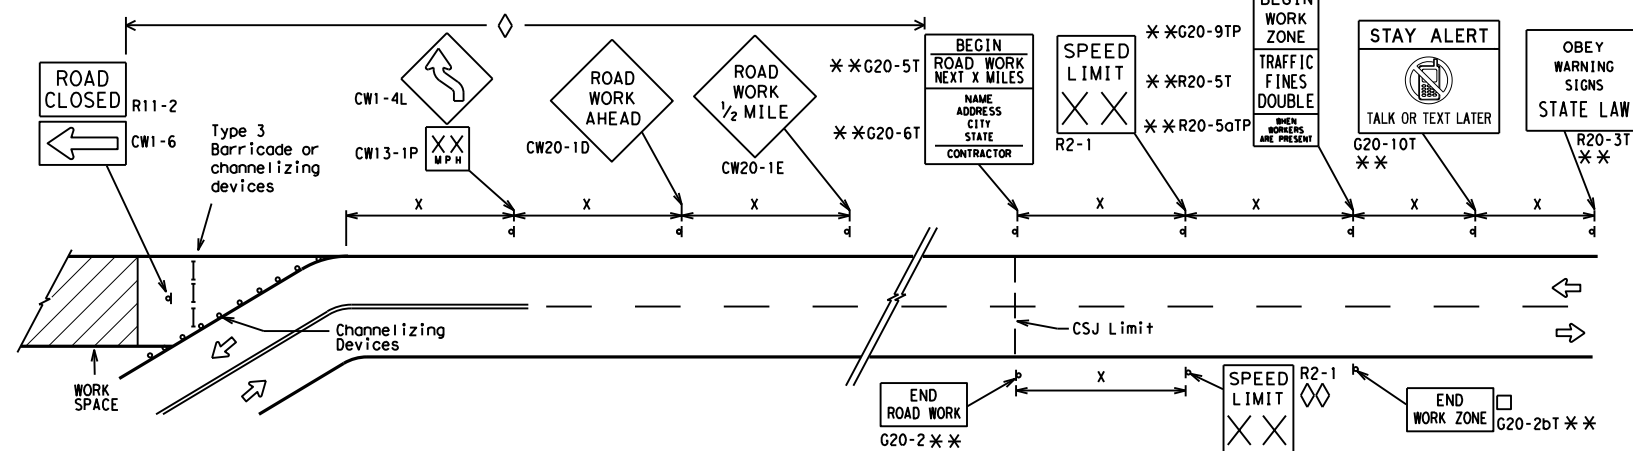 ROAD
CLOSED
R11-2
CW1-6
Type 3
Barricade or
channelizing
devices
CW1-4L
XX
MPH
CW13-1P
ROAD
WORK
AHEAD
CW20-1D
ROAD
WORK
1/2 MILE
CW20-1E
**G20-5T
BEGIN
ROAD WORK
NEXT X MILES
**G20-6T
NAME
ADDRESS
CITY
STATE
CONTRACTOR
SPEED
LIMIT
XX
R2-1
**G20-9TP
BEGIN
WORK
ZONE
**R20-5T
TRAFFIC
FINES
DOUBLE
**R20-5aTP
WHEN
WORKERS
ARE PRESENT
STAY ALERT
TALK OR TEXT LATER
G20-10T
**
OBEY
WARNING
SIGNS
STATE LAW
R20-3T
**
X
X
X
X
X
X
X
Channelizing
Devices
CSJ Limit
WORK
SPACE
END
ROAD WORK
G20-2 **
X
SPEED
LIMIT
XX
R2-1
END
WORK ZONE
G20-2bT **